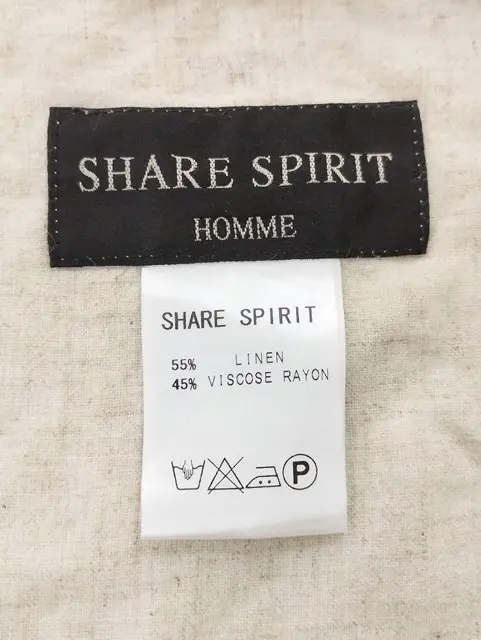 SHARE SPIRIT
HOMME
SHARE SPIRIT
55% LINEN
45% VISCOSE RAYON
P